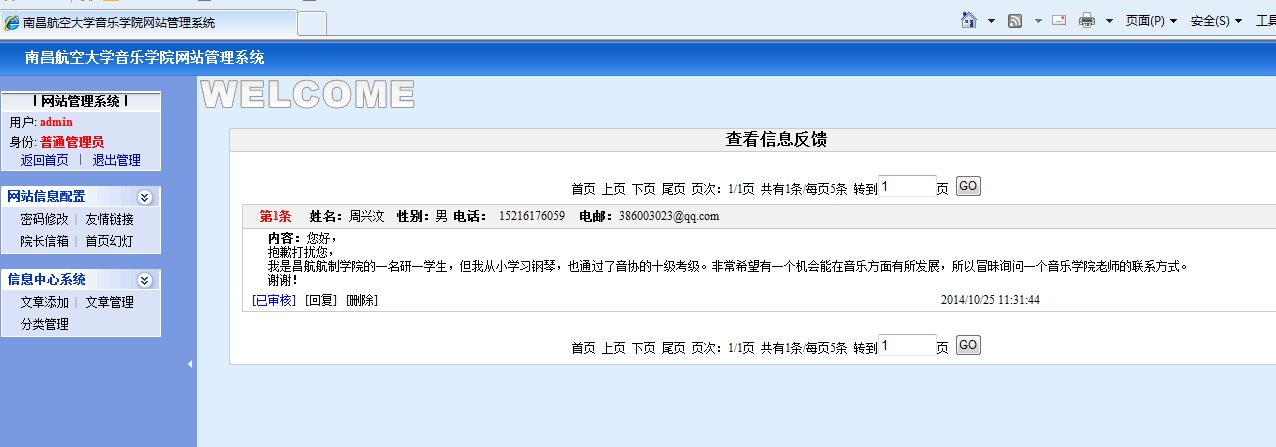 南昌航空大学音乐学院网站管理系统
页面(P) 安全(S) 工具
南昌航空大学音乐学院网站管理系统
WELCOME
| 网站管理系统 |
用户: admin
身份: 普通管理员
返回首页 | 退出管理
网站信息配置
密码修改 | 友情链接
院长信箱 | 首页幻灯
信息中心系统
文章添加 | 文章管理
分类管理
查看信息反馈
首页 上页 下页 尾页 页次：1/1页 共有1条/每页5条 转到 1 页 GO
第1条 姓名：周兴汶 性别：男 电话： 15216176059 电邮：386003023@qq.com
内容：您好，
抱歉打扰您，
我是昌航航制学院的一名研一学生，但我从小学习钢琴，也通过了音协的十级考级。非常希望有一个机会能在音乐方面有所发展，所以冒昧询问一个音乐学院老师的联系方式。
谢谢！
[已审核] [回复] [删除] 2014/10/25 11:31:44
首页 上页 下页 尾页 页次：1/1页 共有1条/每页5条 转到 1 页 GO